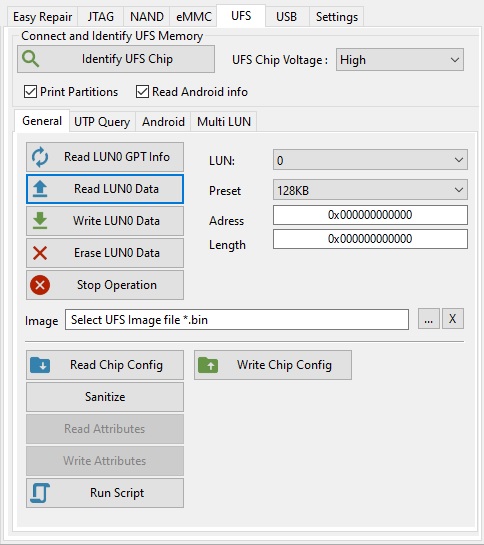 Easy Repair JTAG NAND eMMC UFS USB Settings
Connect and Identify UFS Memory
Identify UFS Chip UFS Chip Voltage : High
Print Partitions Read Android info
General UTP Query Android Multi LUN
Read LUN0 GPT Info LUN: 0
Read LUN0 Data Preset 128KB
Write LUN0 Data Adress 0x000000000000
Erase LUN0 Data Length 0x000000000000
Stop Operation
Image Select UFS Image file *.bin ... X
Read Chip Config Write Chip Config
Sanitize
Read Attributes
Write Attributes
Run Script